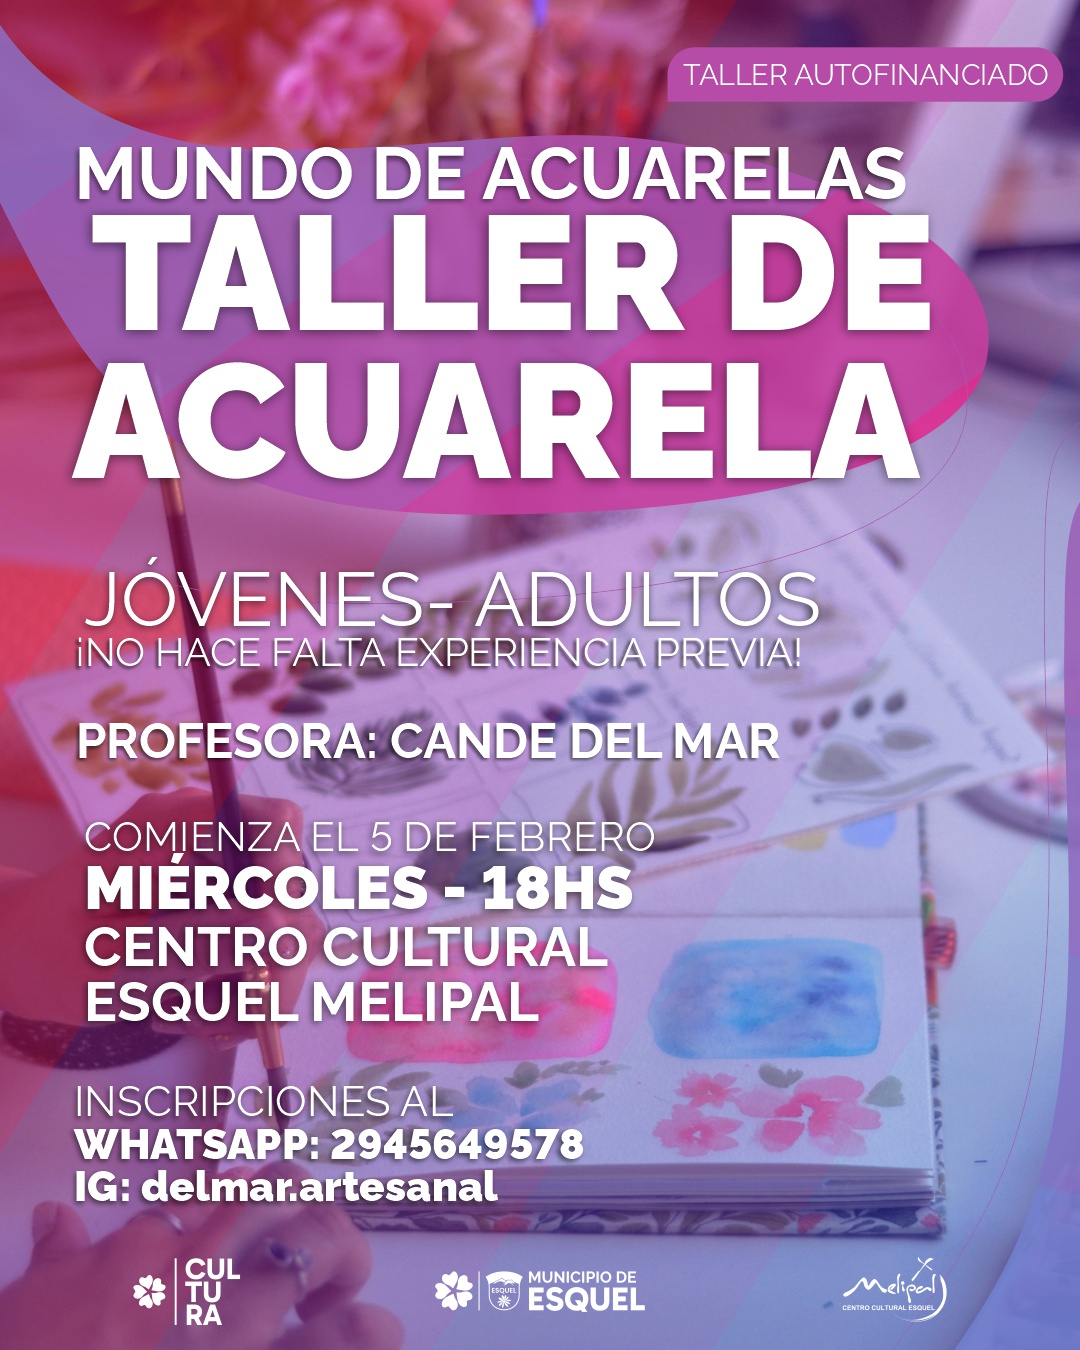 TALLER AUTOFINANCIADO
MUNDO DE ACUARELAS
TALLER DE
ACUARELA
JÓVENES- ADULTOS
¡NO HACE FALTA EXPERIENCIA PREVIA!
PROFESORA: CANDE DEL MAR
COMIENZA EL 5 DE FEBRERO
MIÉRCOLES - 18HS
CENTRO CULTURAL
ESQUEL MELIPAL
INSCRIPCIONES AL
WHATSAPP: 2945649578
IG: delmar.artesanal
CUL
TU
RA
ESQUEL
MUNICIPIO DE
ESQUEL
Melipal
CENTRO CULTURAL ESQUEL